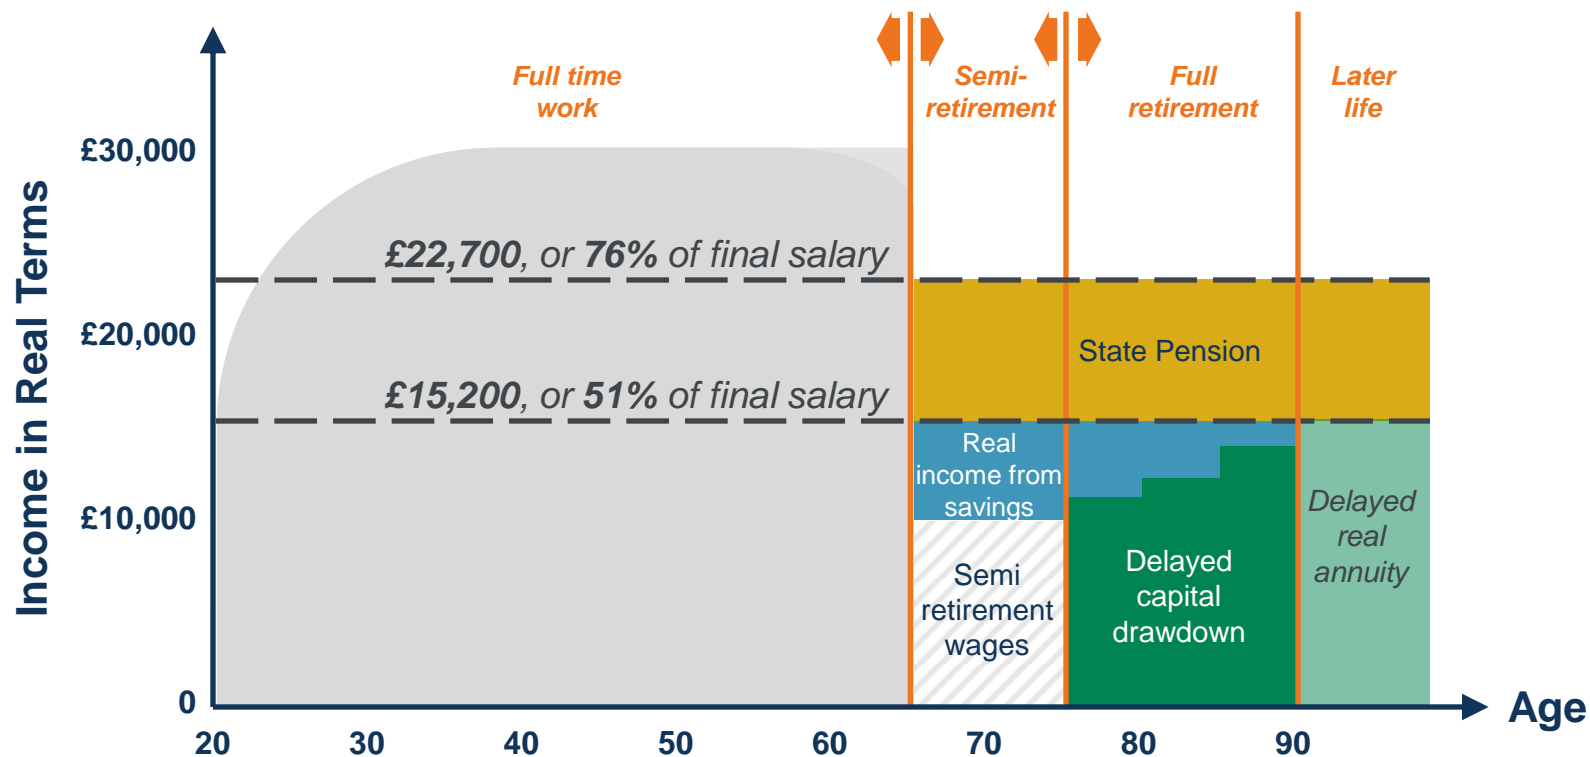 Full time
work
Semi-
retirement
Full
retirement
Later
life
Income in Real Terms
£30,000
£20,000
£10,000
0
£22,700, or 76% of final salary
£15,200, or 51% of final salary
State Pension
Real
income from
savings
Semi
retirement
wages
Delayed
capital
drawdown
Delayed
real
annuity
20 30 40 50 60 70 80 90
Age